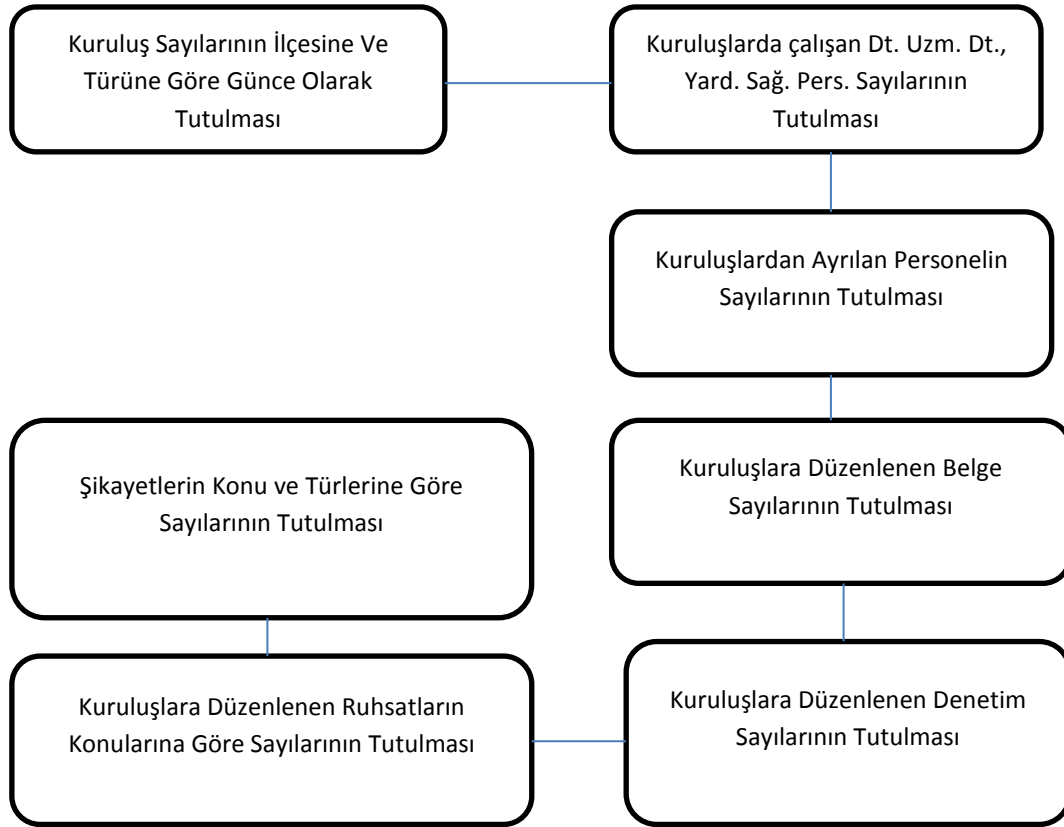 Kuruluş Sayılarının İlçesine Ve
Türüne Göre Günce Olarak
Tutulması
Kuruluşlarda çalışan Dt. Uzm. Dt.,
Yard. Sağ. Pers. Sayılarının
Tutulması
Kuruluşlardan Ayrılan Personelin
Sayılarının Tutulması
Kuruluşlara Düzenlenen Belge
Sayılarının Tutulması
Kuruluşlara Düzenlenen Denetim
Sayılarının Tutulması
Kuruluşlara Düzenlenen Ruhsatların
Konularına Göre Sayılarının Tutulması
Şikayetlerin Konu ve Türlerine Göre
Sayılarının Tutulması